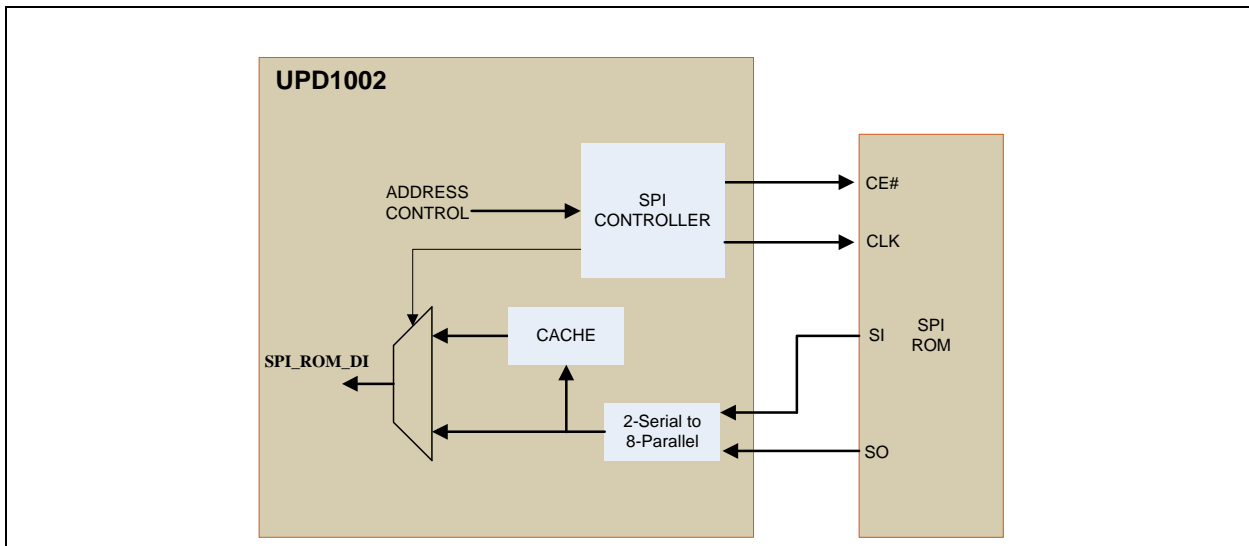 UPD1002
ADDRESS
CONTROL
SPI
CONTROLLER
CE#
CLK
CACHE
SI
SPI
ROM
SPI_ROM_DI
2-Serial to
8-Parallel
SO